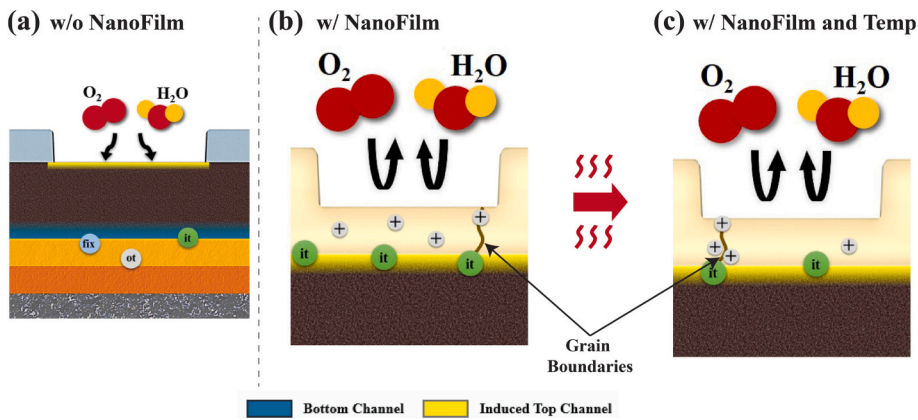 (a) w/o NanoFilm
O₂
H₂O
fix
it
ot
(b) w/ NanoFilm
O₂
H₂O
+
+
+
+
it
it
it
(c) w/ NanoFilm and Temp
O₂
H₂O
+
+
+
+
it
it
Grain
Boundaries
Bottom Channel
Induced Top Channel